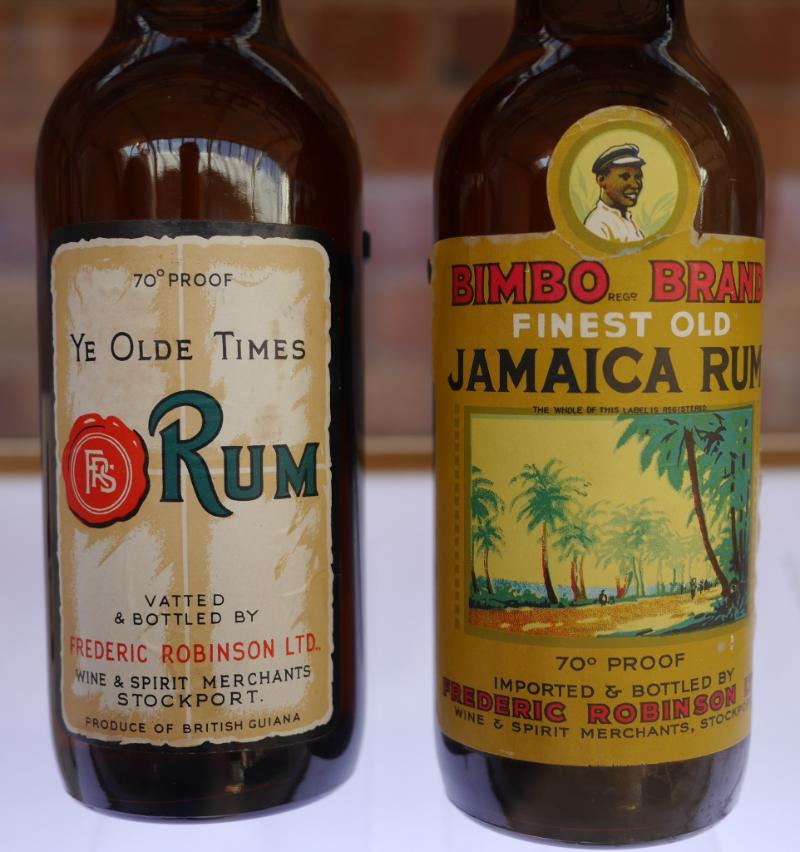 70° PROOF
YE OLDE TIMES
FRS
RUM
VATTED
& BOTTLED BY
FREDERIC ROBINSON LTD.,
WINE & SPIRIT MERCHANTS
STOCKPORT.
PRODUCE OF BRITISH GUIANA
BIMBO REGD BRAND
FINEST OLD
JAMAICA RUM
THE WHOLE OF THIS LABEL IS REGISTERED
70° PROOF
IMPORTED & BOTTLED BY
FREDERIC ROBINSON
WINE & SPIRIT MERCHANTS, STOCKPO